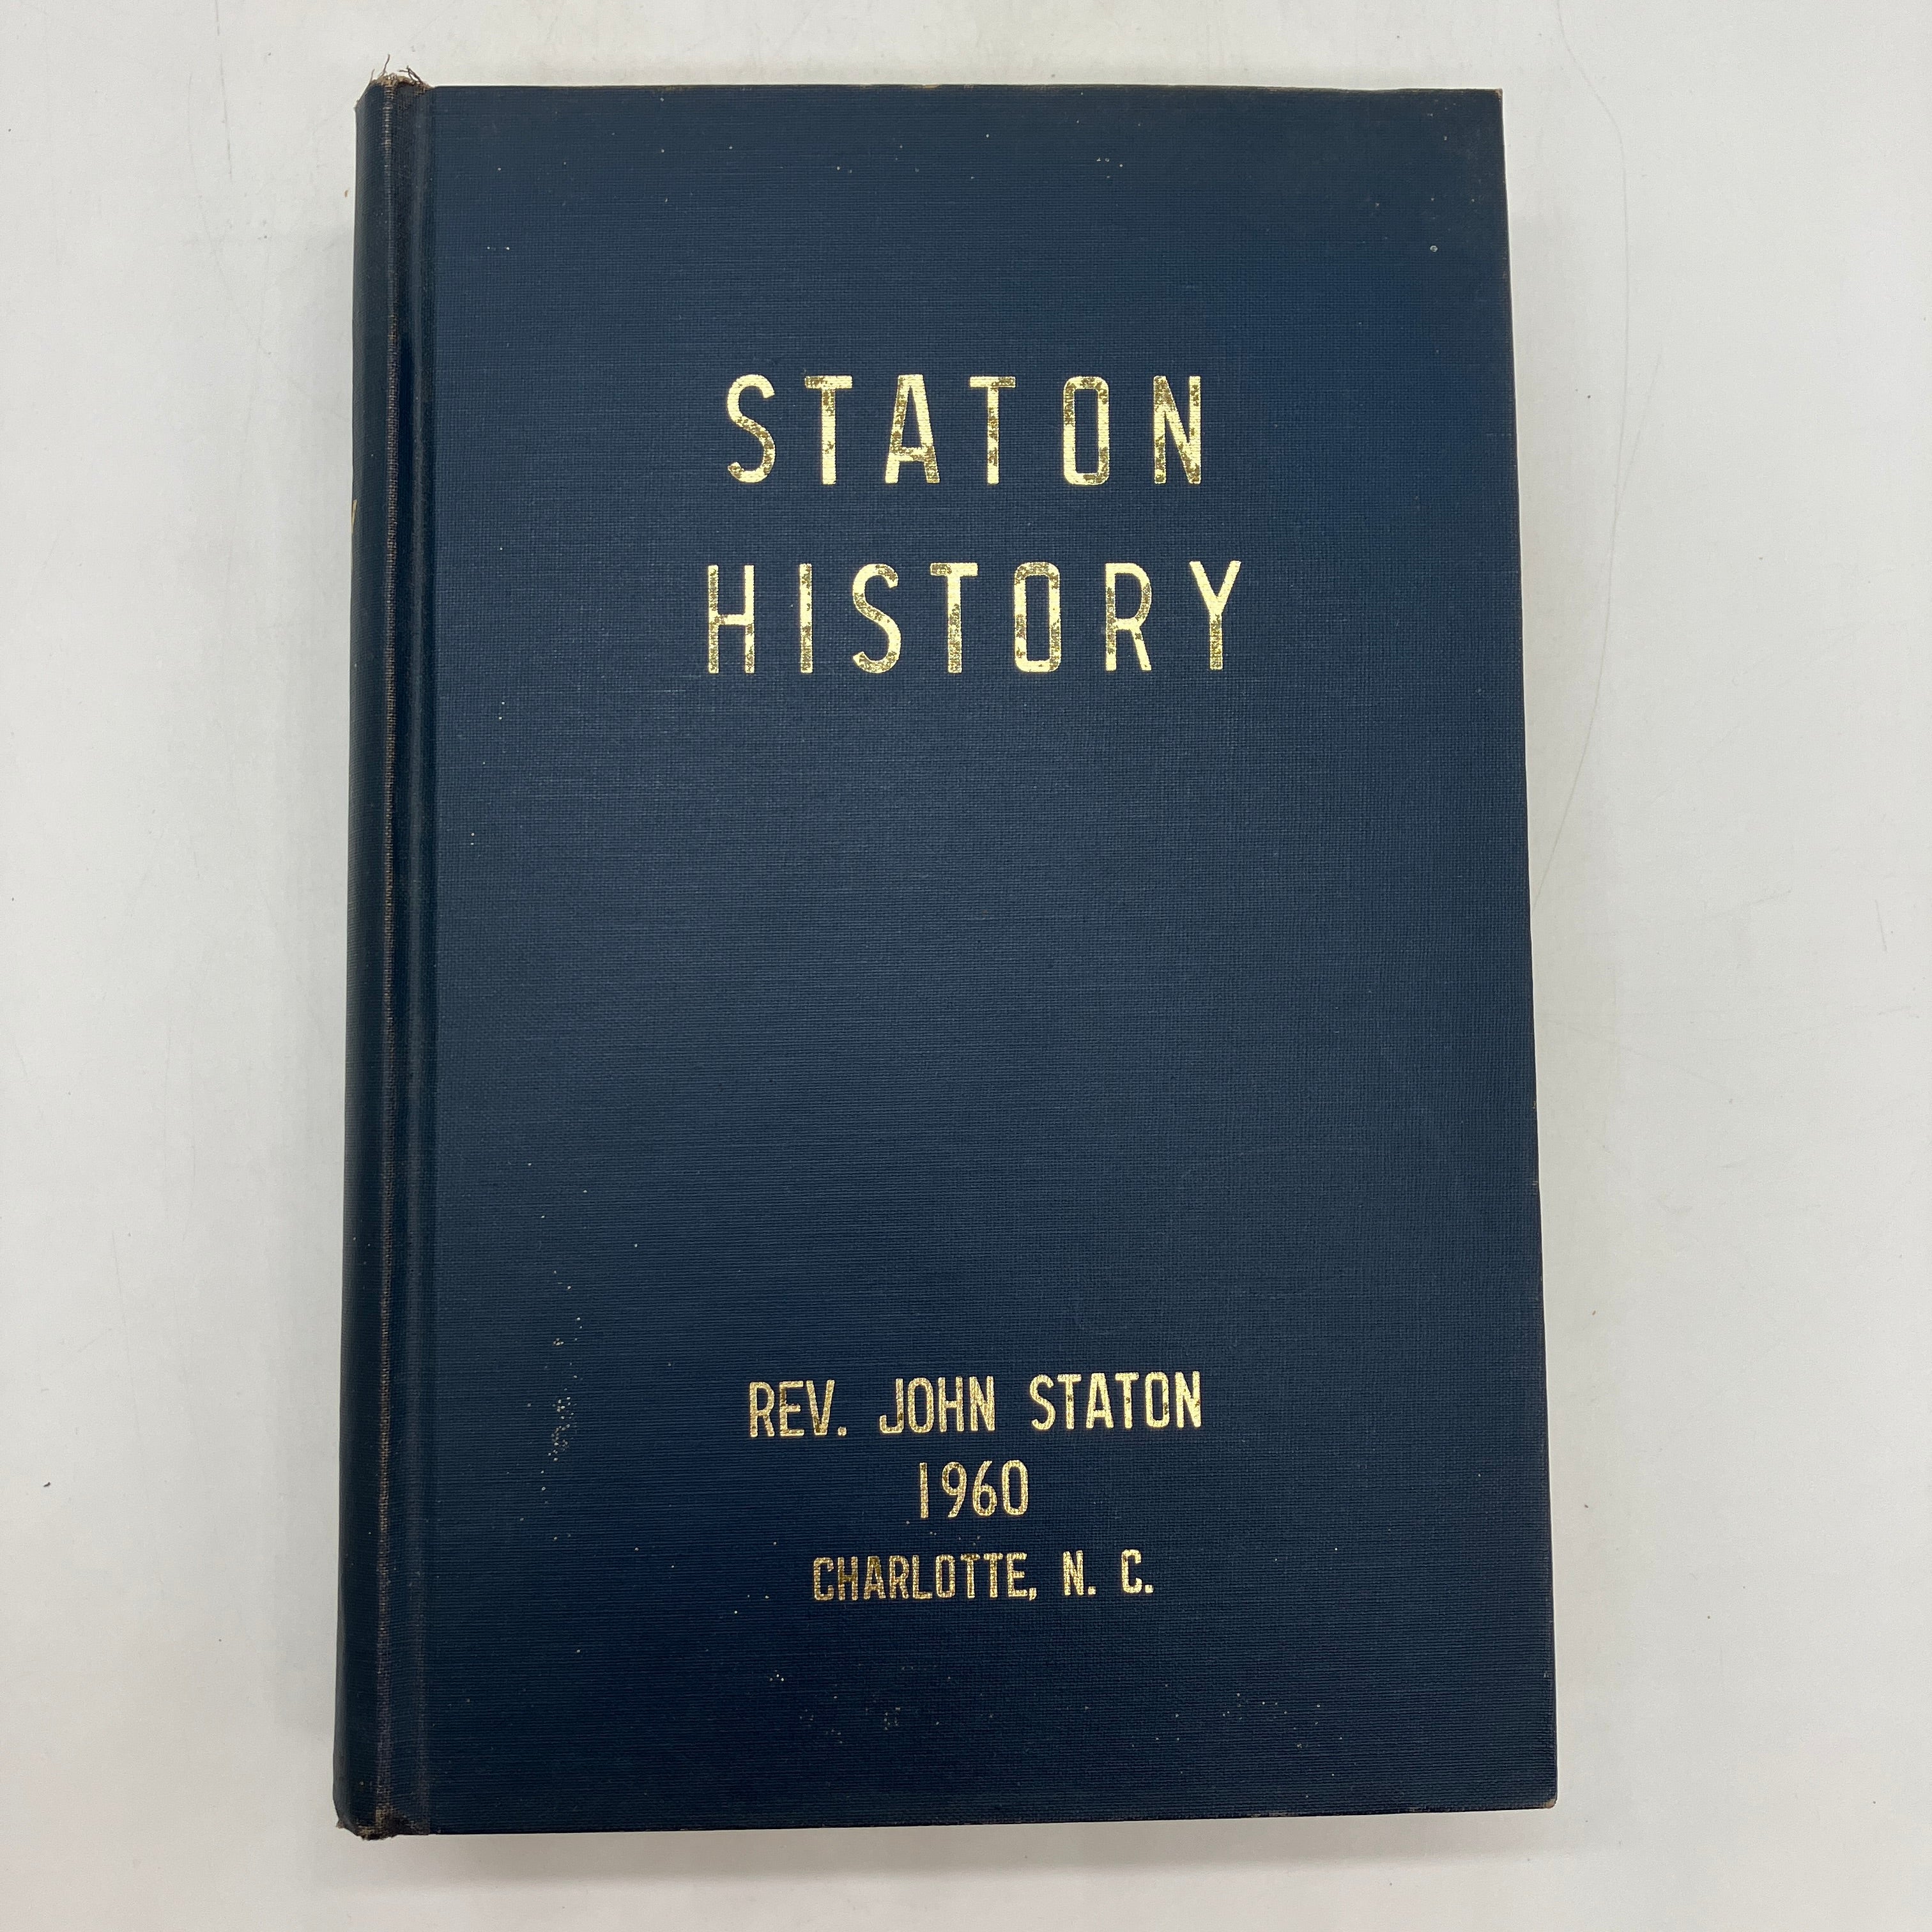 STATON
HISTORY
REV. JOHN STATON
1960
CHARLOTTE, N. C.